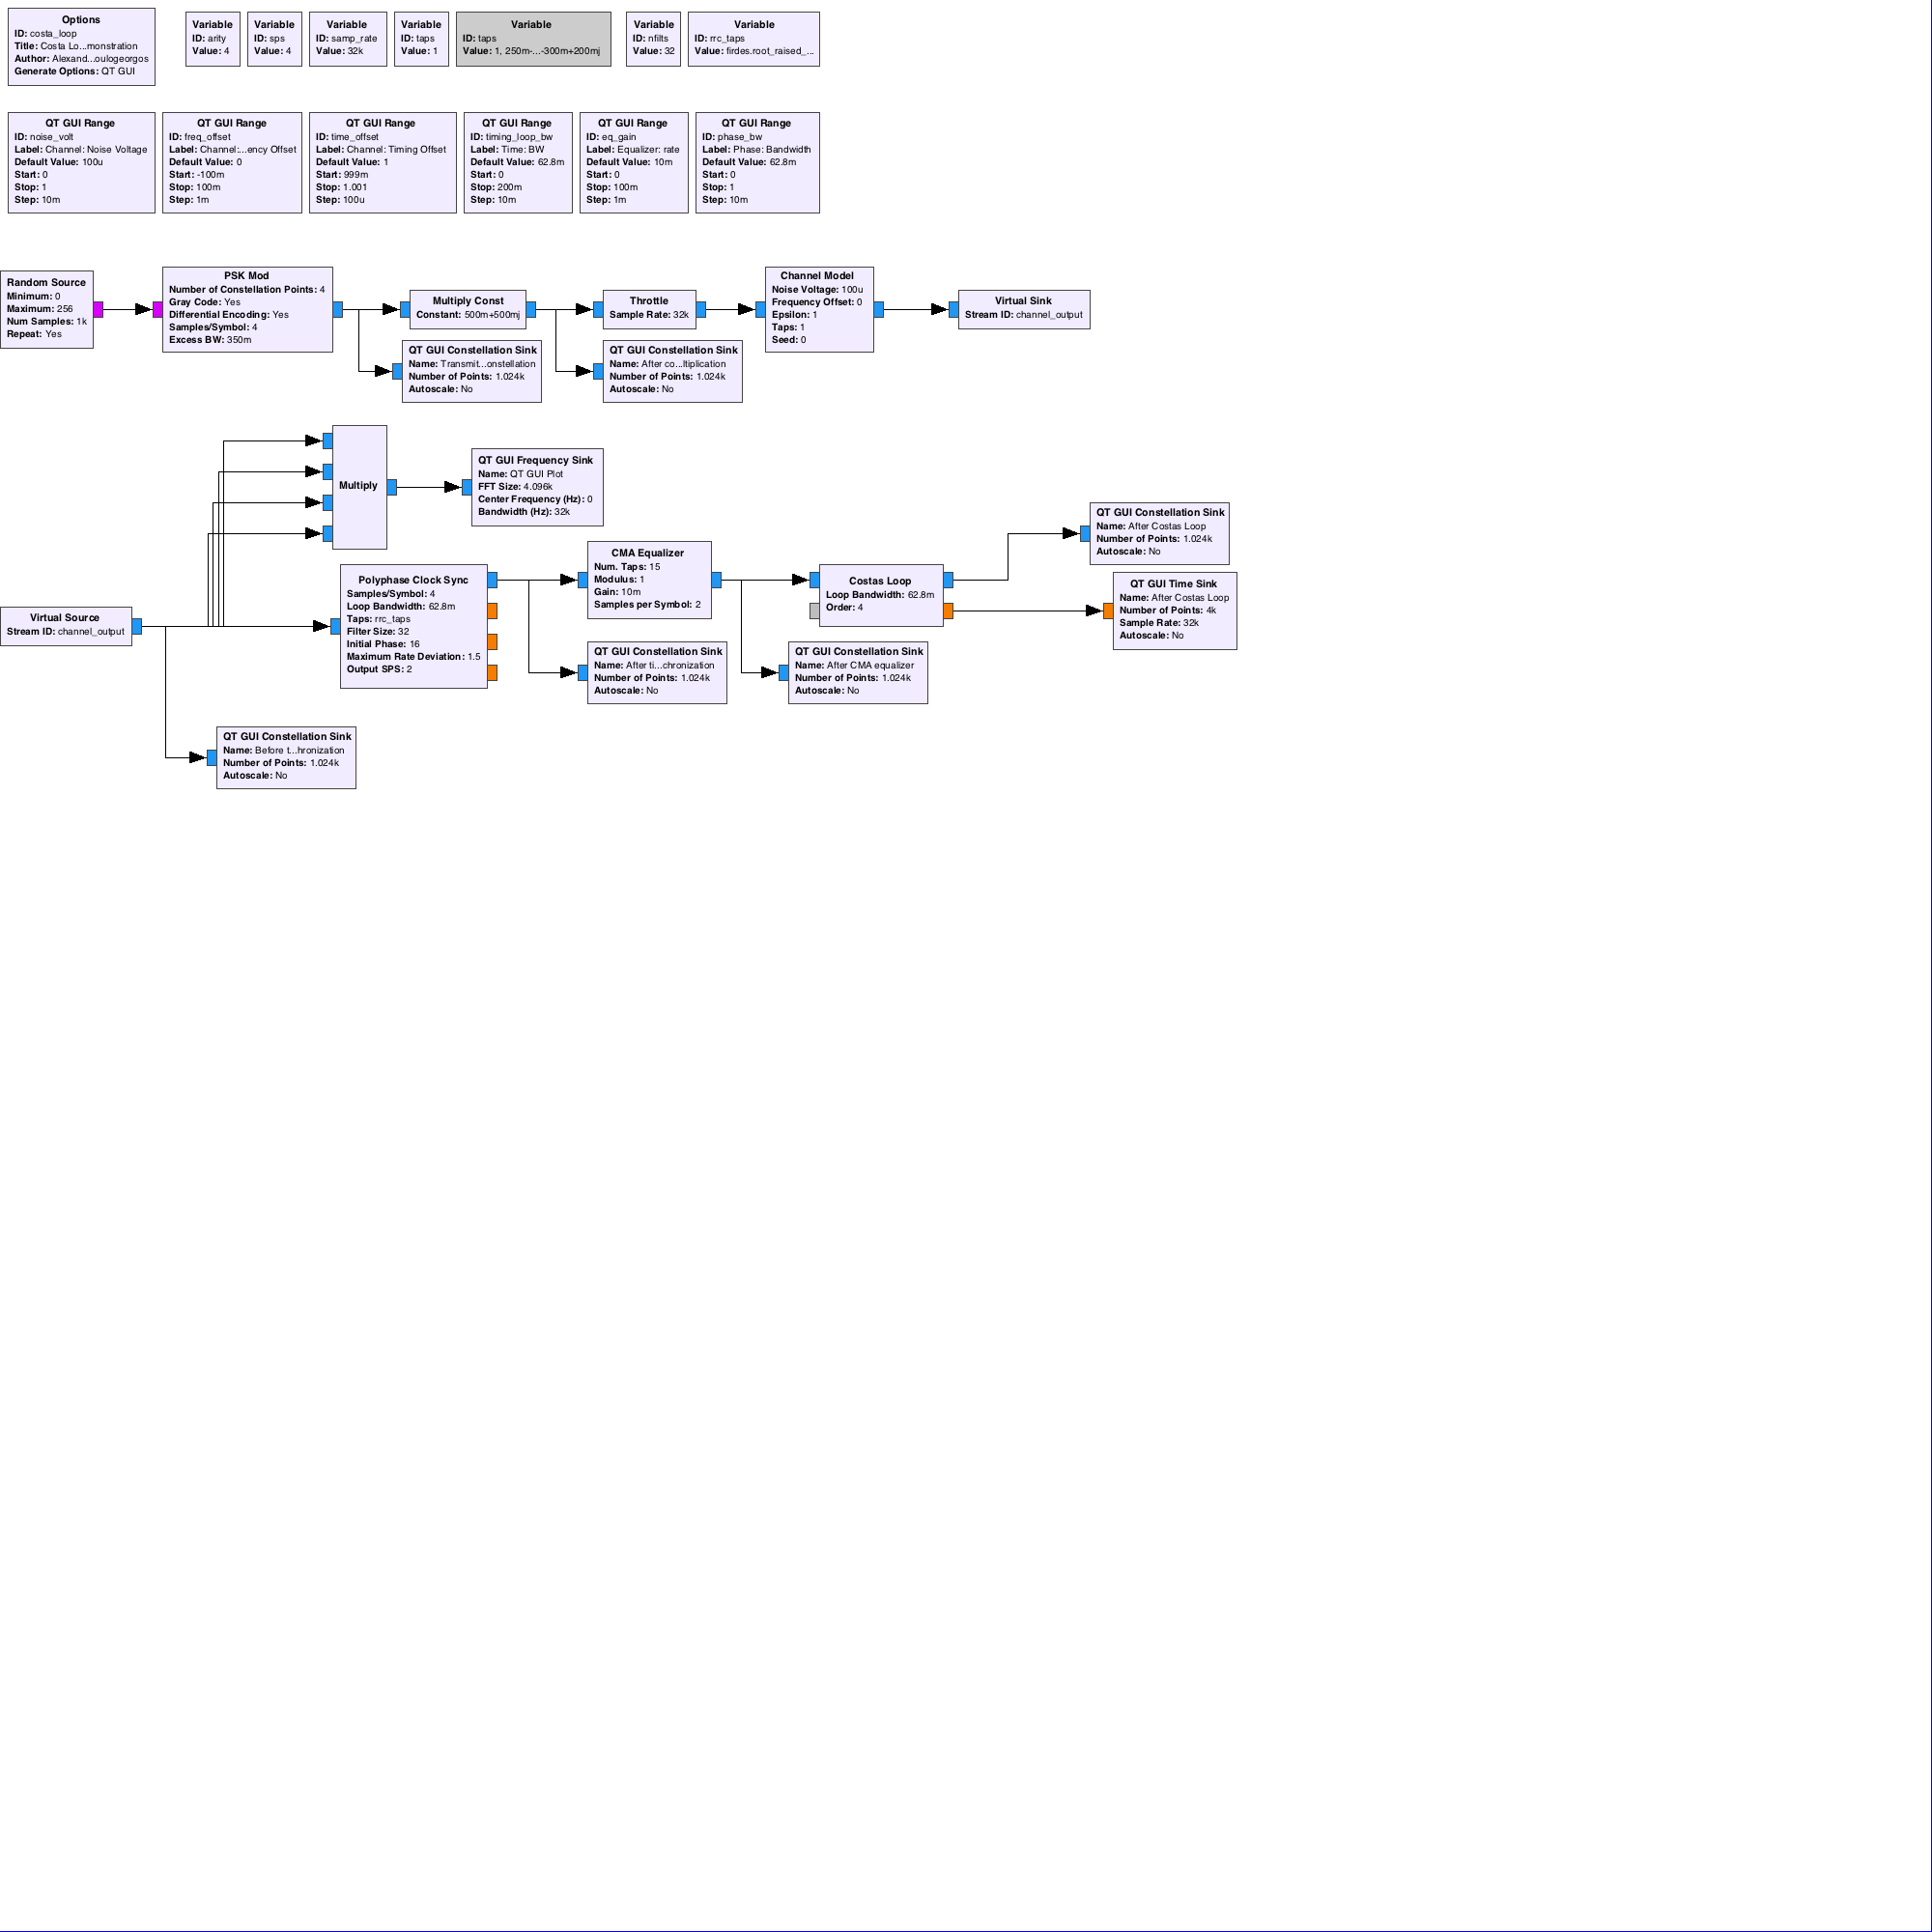 Options
ID: costa_loop
Title: Costa Lo...monstration
Author: Alexand...oulogeorgos
Generate Options: QT GUI
Variable
ID: arity
Value: 4
Variable
ID: sps
Value: 4
Variable
ID: samp_rate
Value: 32k
Variable
ID: taps
Value: 1
Variable
ID: taps
Value: 1, 250m-...-300m+200mj
Variable
ID: nfilts
Value: 32
Variable
ID: rrc_taps
Value: firdes.root_raised_...
QT GUI Range
ID: noise_volt
Label: Channel: Noise Voltage
Default Value: 100u
Start: 0
Stop: 1
Step: 10m
QT GUI Range
ID: freq_offset
Label: Channel:...ency Offset
Default Value: 0
Start: -100m
Stop: 100m
Step: 1m
QT GUI Range
ID: time_offset
Label: Channel: Timing Offset
Default Value: 1
Start: 999m
Stop: 1.001
Step: 100u
QT GUI Range
ID: timing_loop_bw
Label: Time: BW
Default Value: 62.8m
Start: 0
Stop: 200m
Step: 10m
QT GUI Range
ID: eq_gain
Label: Equalizer: rate
Default Value: 10m
Start: 0
Stop: 100m
Step: 1m
QT GUI Range
ID: phase_bw
Label: Phase: Bandwidth
Default Value: 62.8m
Start: 0
Stop: 1
Step: 10m
Random Source
Minimum: 0
Maximum: 256
Num Samples: 1k
Repeat: Yes
PSK Mod
Number of Constellation Points: 4
Gray Code: Yes
Differential Encoding: Yes
Samples/Symbol: 4
Excess BW: 350m
Multiply Const
Constant: 500m+500mj
Throttle
Sample Rate: 32k
Channel Model
Noise Voltage: 100u
Frequency Offset: 0
Epsilon: 1
Taps: 1
Seed: 0
Virtual Sink
Stream ID: channel_output
QT GUI Constellation Sink
Name: Transmit...onstellation
Number of Points: 1.024k
Autoscale: No
QT GUI Constellation Sink
Name: After co...ltiplication
Number of Points: 1.024k
Autoscale: No
Multiply
QT GUI Frequency Sink
Name: QT GUI Plot
FFT Size: 4.096k
Center Frequency (Hz): 0
Bandwidth (Hz): 32k
QT GUI Constellation Sink
Name: After Costas Loop
Number of Points: 1.024k
Autoscale: No
Virtual Source
Stream ID: channel_output
Polyphase Clock Sync
Samples/Symbol: 4
Loop Bandwidth: 62.8m
Taps: rrc_taps
Filter Size: 32
Initial Phase: 16
Maximum Rate Deviation: 1.5
Output SPS: 2
CMA Equalizer
Num. Taps: 15
Modulus: 1
Gain: 10m
Samples per Symbol: 2
Costas Loop
Loop Bandwidth: 62.8m
Order: 4
QT GUI Time Sink
Name: After Costas Loop
Number of Points: 4k
Sample Rate: 32k
Autoscale: No
QT GUI Constellation Sink
Name: After ti...chronization
Number of Points: 1.024k
Autoscale: No
QT GUI Constellation Sink
Name: After CMA equalizer
Number of Points: 1.024k
Autoscale: No
QT GUI Constellation Sink
Name: Before t...hronization
Number of Points: 1.024k
Autoscale: No